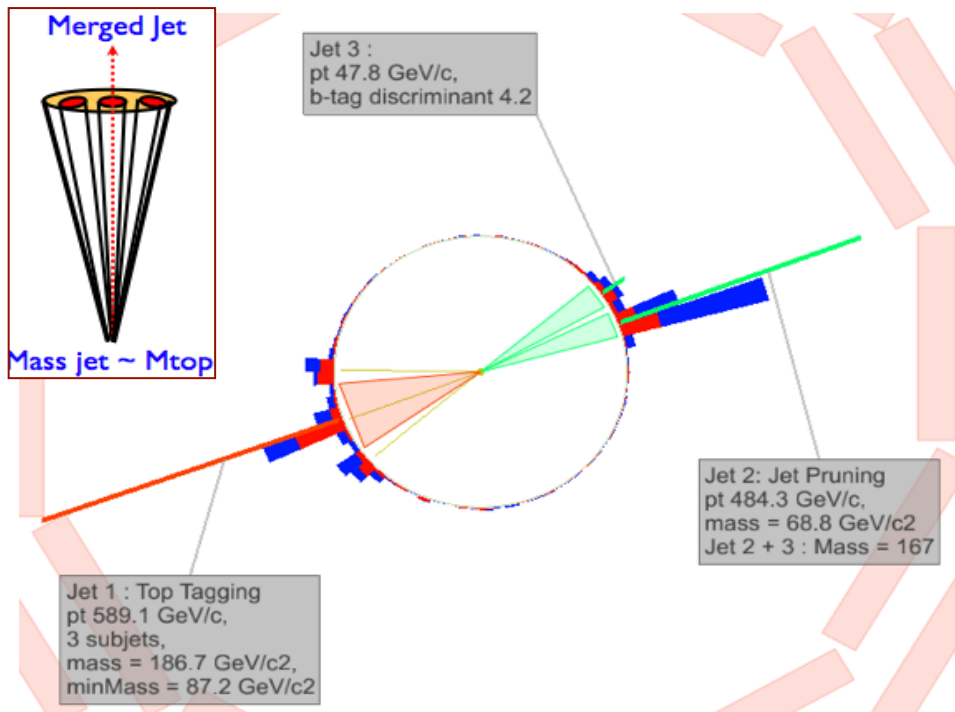 Merged Jet
Mass jet ~ Mtop
Jet 3 :
pt 47.8 GeV/c,
b-tag discriminant 4.2
Jet 2: Jet Pruning
pt 484.3 GeV/c,
mass = 68.8 GeV/c2
Jet 2 + 3 : Mass = 167
Jet 1 : Top Tagging
pt 589.1 GeV/c,
3 subjets,
mass = 186.7 GeV/c2,
minMass = 87.2 GeV/c2